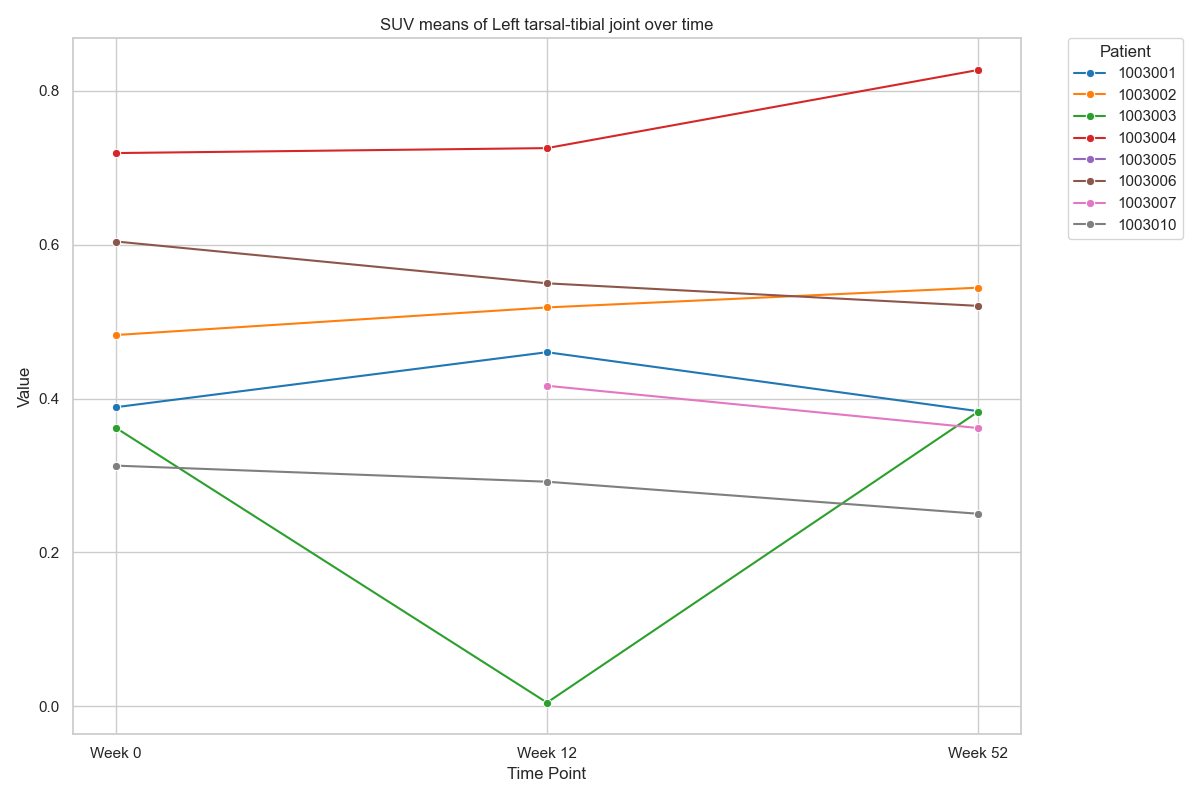 SUV means of Left tarsal-tibial joint over time
Patient
1003001
1003002
1003003
1003004
1003005
1003006
1003007
1003010
Value
0.8
0.6
0.4
0.2
0.0
Week 0
Week 12
Week 52
Time Point